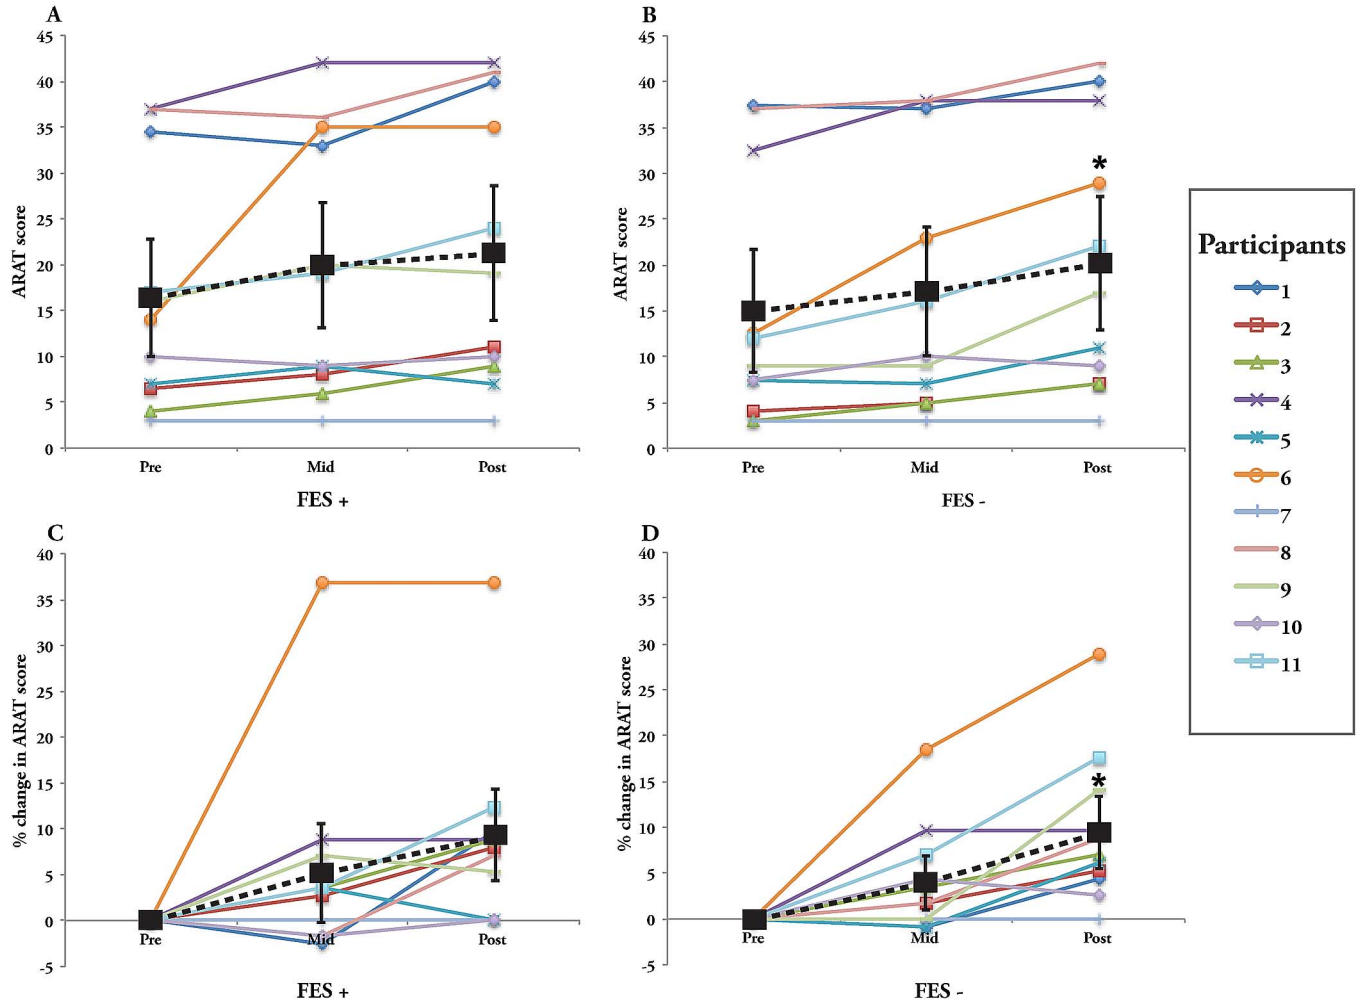 A
45
40
35
30
25
20
15
10
5
0
ARAT score
Pre
Mid
Post
FES +
B
45
40
35
30
25
20
15
10
5
0
ARAT score
*
Pre
Mid
Post
FES -
Participants
1
2
3
4
5
6
7
8
9
10
11
C
40
35
30
25
20
15
10
5
0
-5
% change in ARAT score
Pre
Mid
Post
FES +
D
40
35
30
25
20
15
10
5
0
-5
% change in ARAT score
*
Pre
Mid
Post
FES -